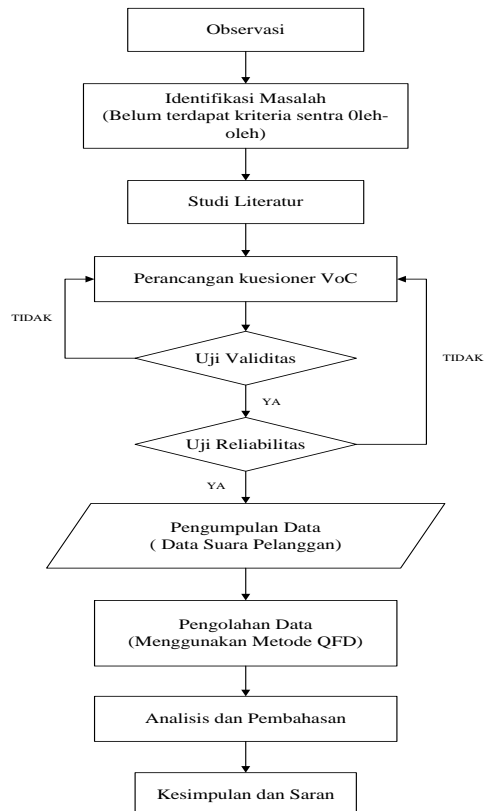 Observasi
Identifikasi Masalah
(Belum terdapat kriteria sentra 0leh-
oleh)
Studi Literatur
Perancangan kuesioner VoC
TIDAK
TIDAK
Uji Validitas
YA
Uji Reliabilitas
YA
Pengumpulan Data
( Data Suara Pelanggan)
Pengolahan Data
(Menggunakan Metode QFD)
Analisis dan Pembahasan
Kesimpulan dan Saran